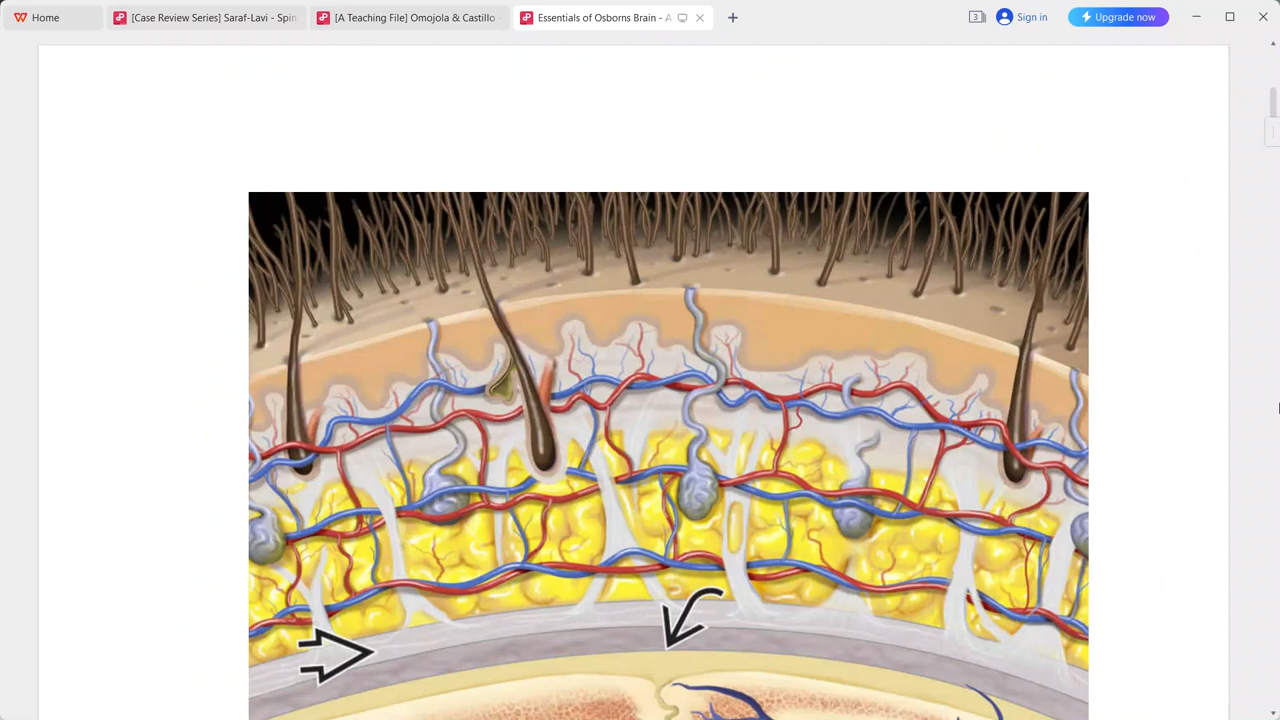 Home
[Case Review Series] Saraf-Lavi - Spin
[A Teaching File] Omojola & Castillo -
Essentials of Osborns Brain - A
3
Sign in
Upgrade now